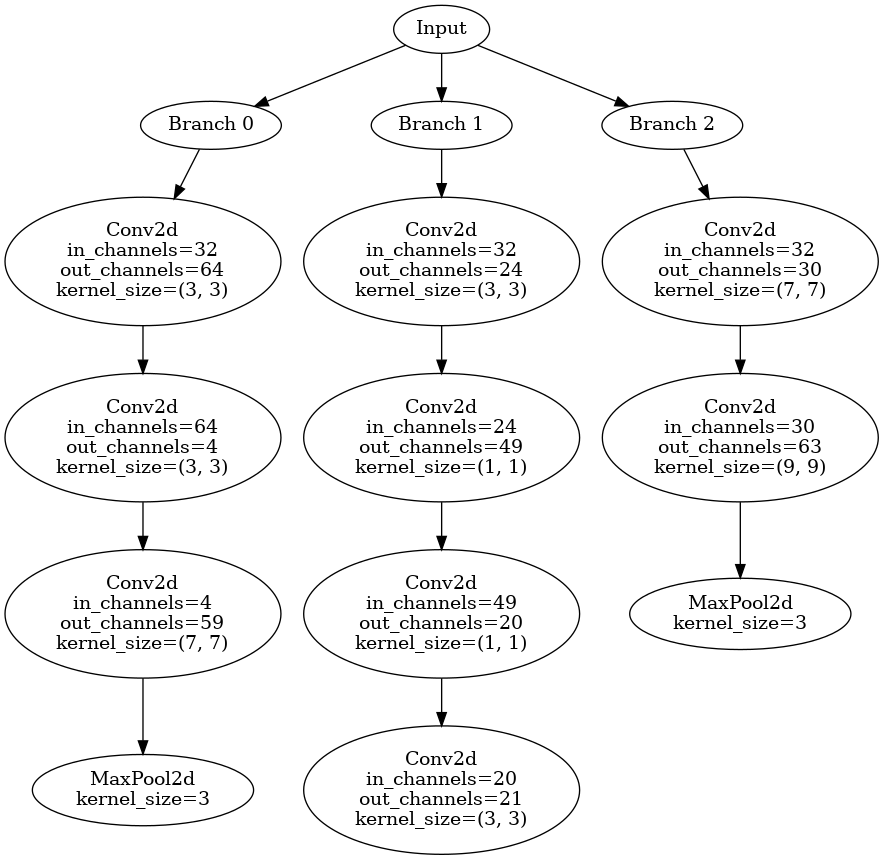 Input
Branch 0
Branch 1
Branch 2
Conv2d
in_channels=32
out_channels=64
kernel_size=(3, 3)
Conv2d
in_channels=32
out_channels=24
kernel_size=(3, 3)
Conv2d
in_channels=32
out_channels=30
kernel_size=(7, 7)
Conv2d
in_channels=64
out_channels=4
kernel_size=(3, 3)
Conv2d
in_channels=24
out_channels=49
kernel_size=(1, 1)
Conv2d
in_channels=30
out_channels=63
kernel_size=(9, 9)
Conv2d
in_channels=4
out_channels=59
kernel_size=(7, 7)
Conv2d
in_channels=49
out_channels=20
kernel_size=(1, 1)
MaxPool2d
kernel_size=3
MaxPool2d
kernel_size=3
Conv2d
in_channels=20
out_channels=21
kernel_size=(3, 3)